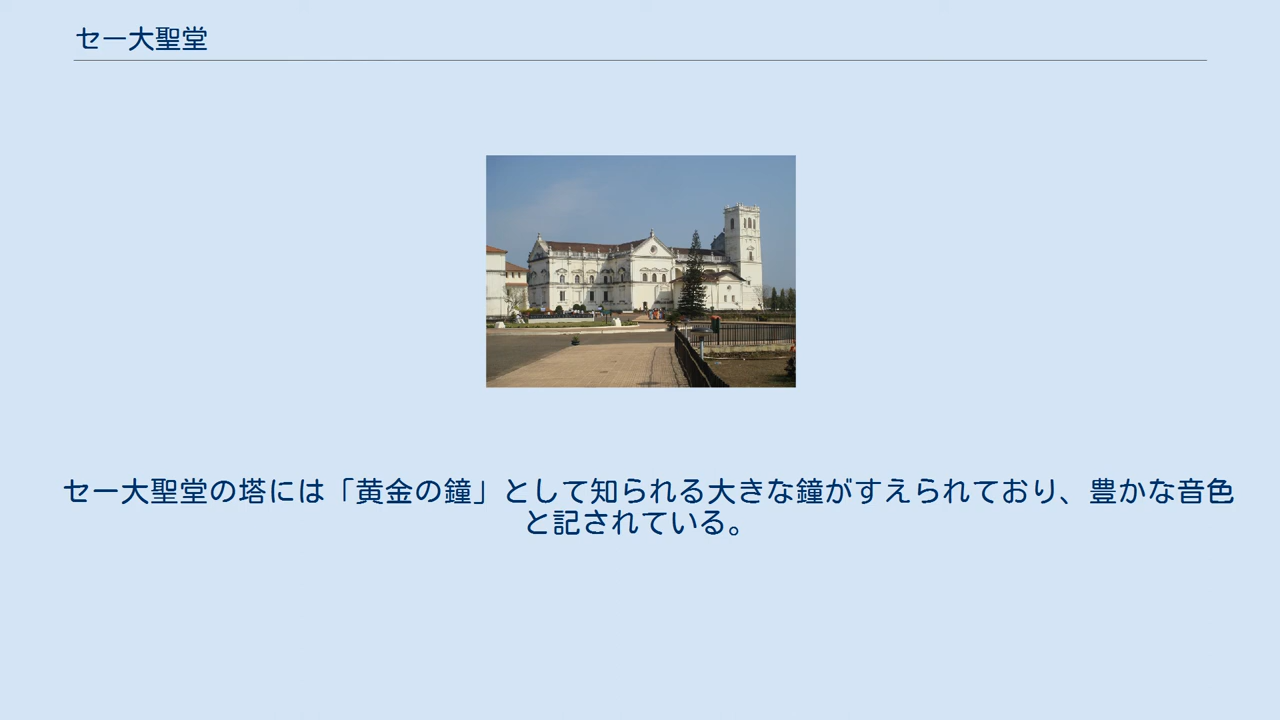 セー大聖堂
セー大聖堂の塔には「黄金の鐘」として知られる大きな鐘がすえられており、豊かな音色
と記されている。